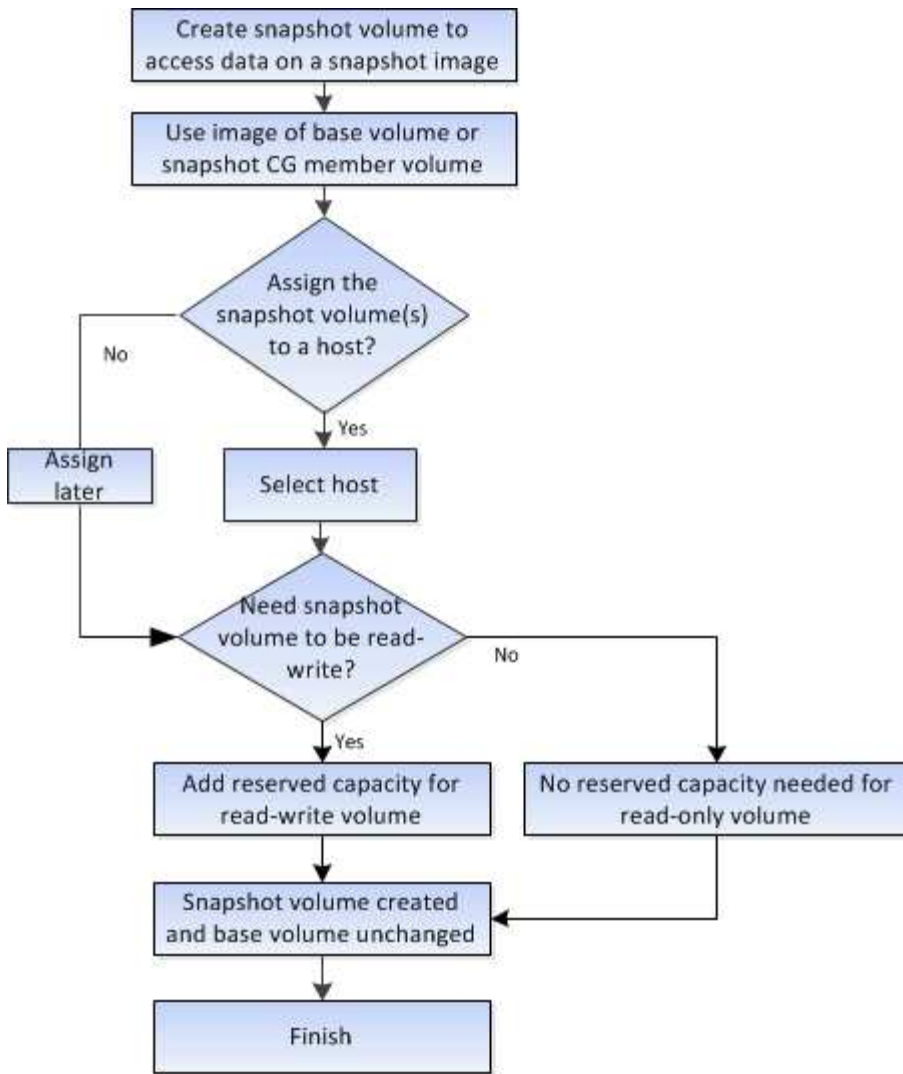 Create snapshot volume to
access data on a snapshot image
Use image of base volume or
snapshot CG member volume
Assign the
snapshot volume(s)
to a host?
No
Yes
Assign
later
Select host
Need snapshot
volume to be read-
write?
No
Yes
Add reserved capacity for
read-write volume
No reserved capacity needed for
read-only volume
Snapshot volume created
and base volume unchanged
Finish